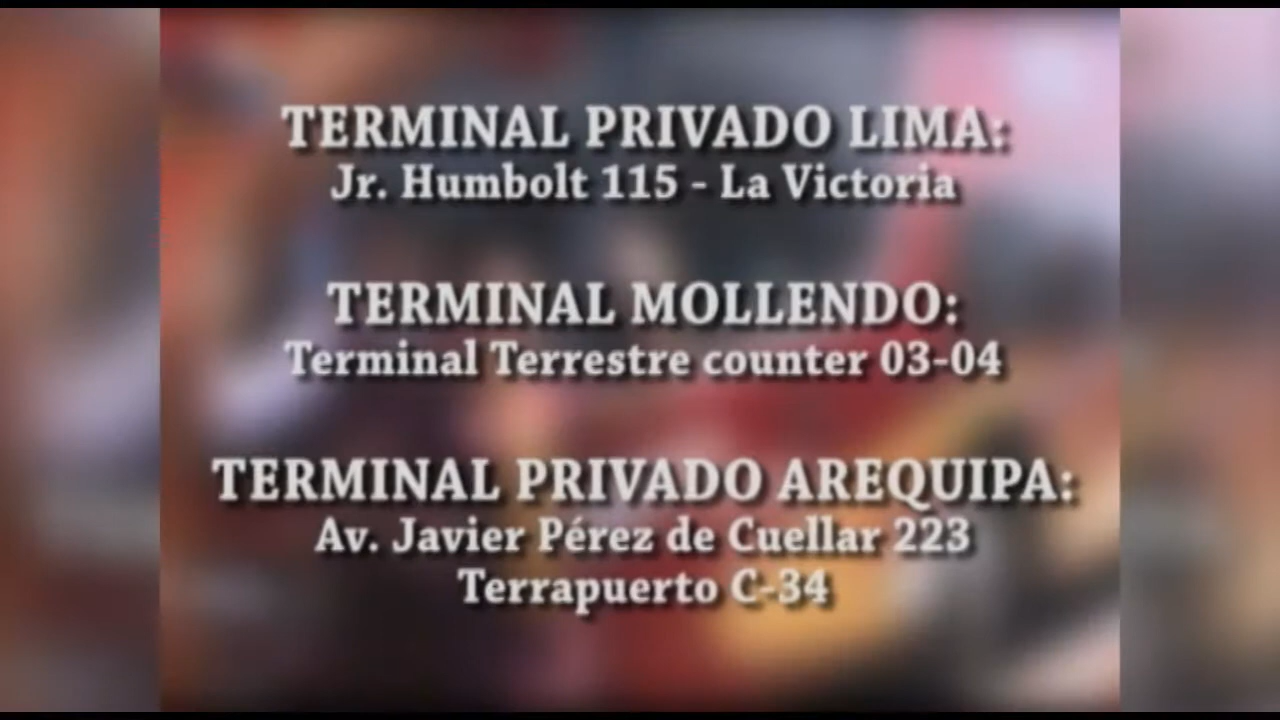 TERMINAL PRIVADO LIMA:
Jr. Humbolt 115 - La Victoria
TERMINAL MOLLENDO:
Terminal Terrestre counter 03-04
TERMINAL PRIVADO AREQUIPA:
Av. Javier Pérez de Cuellar 223
Terrapuerto C-34